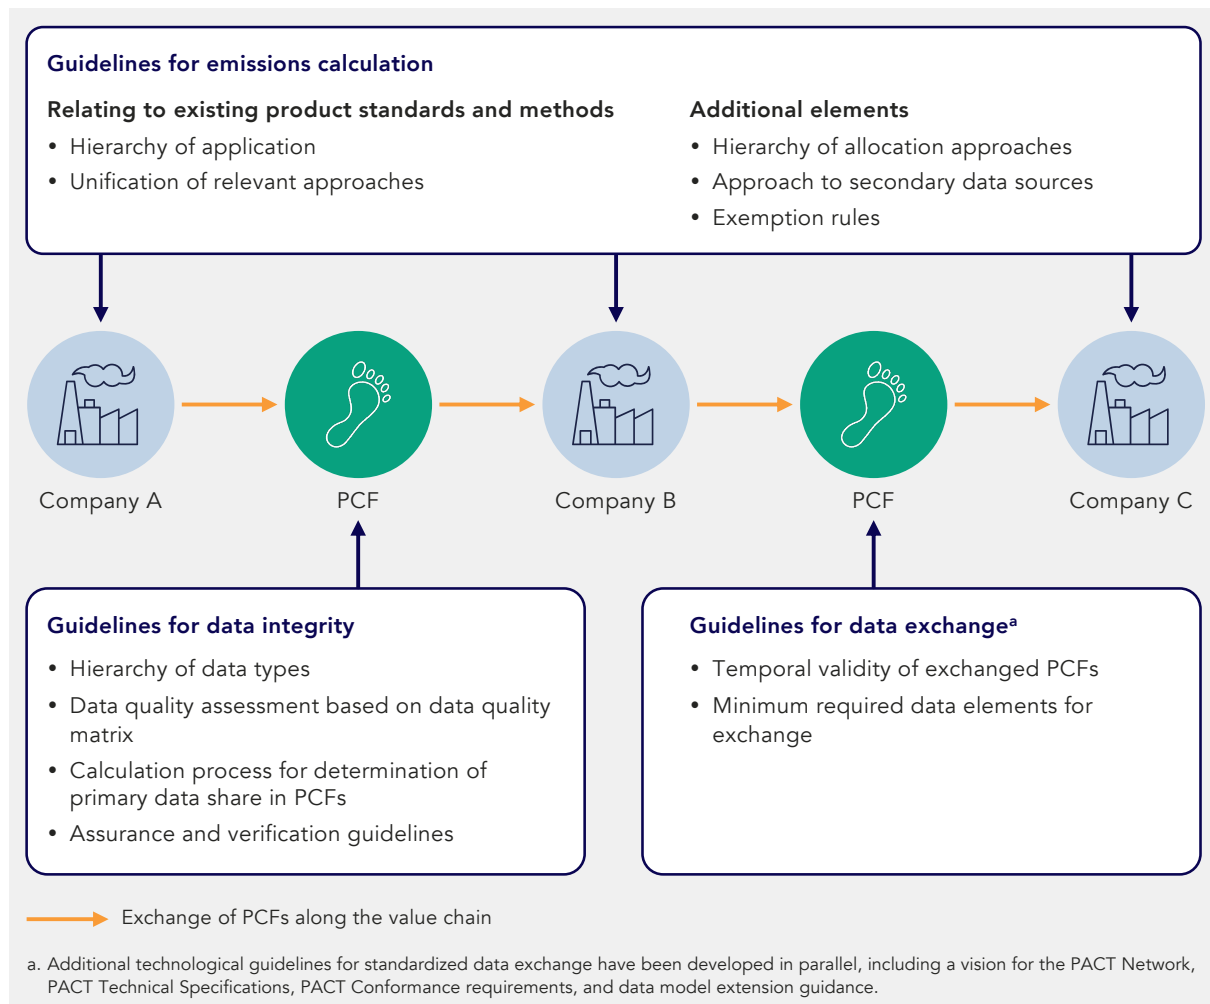 Guidelines for emissions calculation
Relating to existing product standards and methods
• Hierarchy of application
• Unification of relevant approaches
Additional elements
• Hierarchy of allocation approaches
• Approach to secondary data sources
• Exemption rules
Company A
PCF
Company B
PCF
Company C
Guidelines for data integrity
• Hierarchy of data types
• Data quality assessment based on data quality
matrix
• Calculation process for determination of
primary data share in PCFs
• Assurance and verification guidelines
Guidelines for data exchangeᵃ
• Temporal validity of exchanged PCFs
• Minimum required data elements for
exchange
Exchange of PCFs along the value chain
a. Additional technological guidelines for standardized data exchange have been developed in parallel, including a vision for the PACT Network,
PACT Technical Specifications, PACT Conformance requirements, and data model extension guidance.